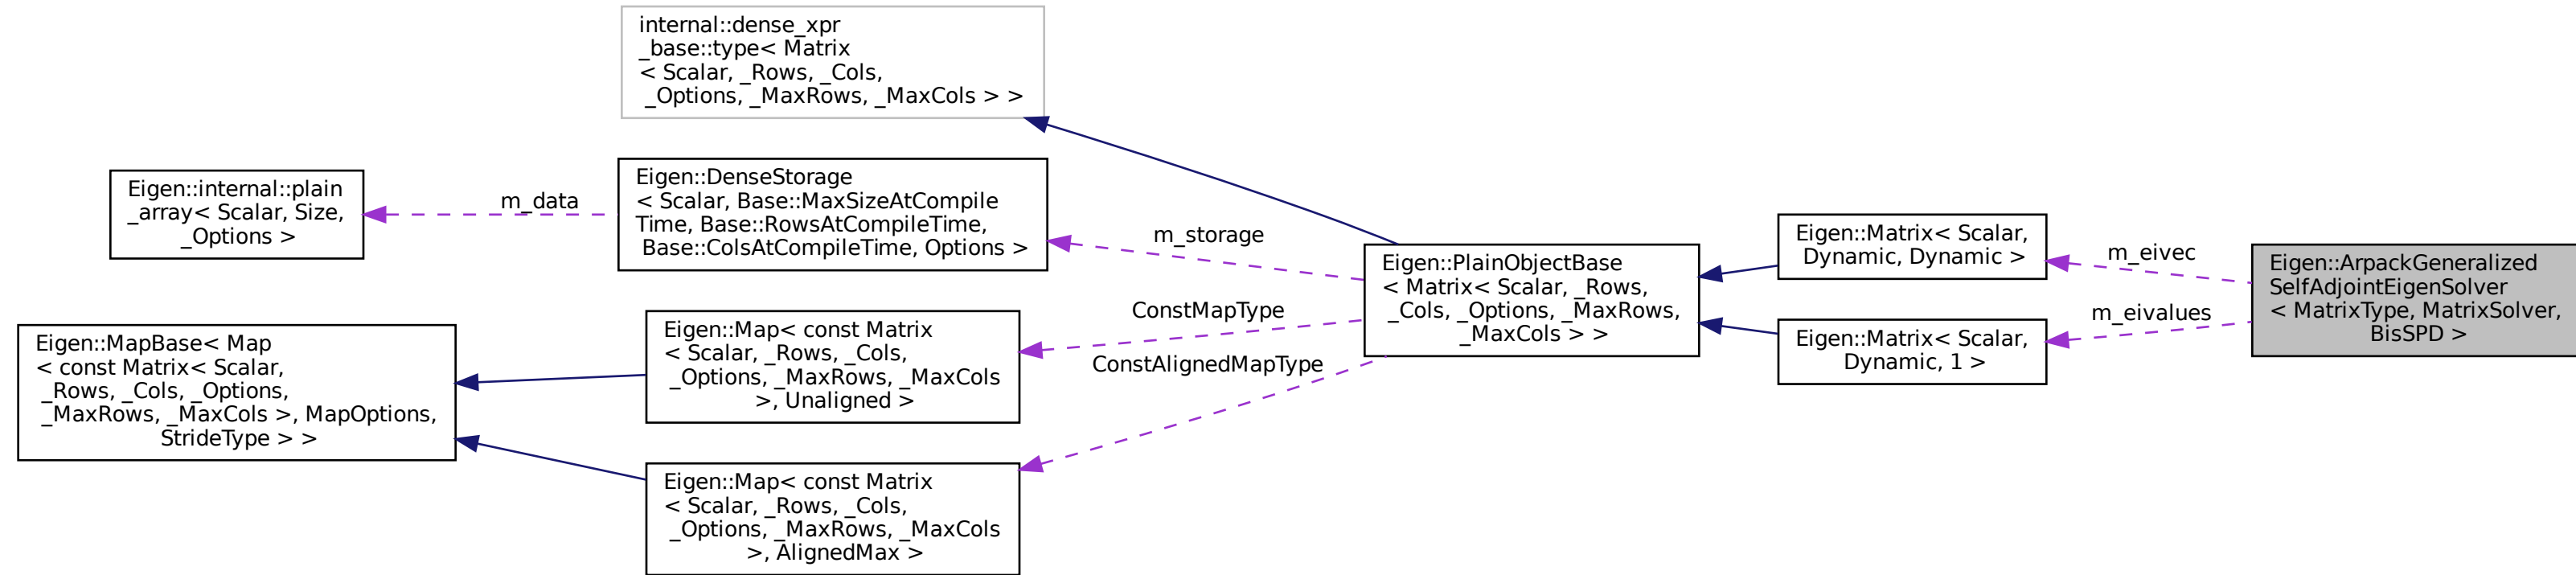 internal::dense_xpr
_base::type< Matrix
< Scalar, _Rows, _Cols,
_Options, _MaxRows, _MaxCols > >
Eigen::internal::plain
_array< Scalar, Size,
_Options >
m_data
Eigen::DenseStorage
< Scalar, Base::MaxSizeAtCompile
Time, Base::RowsAtCompileTime,
Base::ColsAtCompileTime, Options >
m_storage
Eigen::MapBase< Map
< const Matrix< Scalar,
_Rows, _Cols, _Options,
_MaxRows, _MaxCols >, MapOptions,
StrideType > >
Eigen::Map< const Matrix
< Scalar, _Rows, _Cols,
_Options, _MaxRows, _MaxCols
>, Unaligned >
ConstMapType
ConstAlignedMapType
Eigen::Map< const Matrix
< Scalar, _Rows, _Cols,
_Options, _MaxRows, _MaxCols
>, AlignedMax >
Eigen::PlainObjectBase
< Matrix< Scalar, _Rows,
_Cols, _Options, _MaxRows,
_MaxCols > >
Eigen::Matrix< Scalar,
Dynamic, Dynamic >
m_eivec
Eigen::Matrix< Scalar,
Dynamic, 1 >
m_eivalues
Eigen::ArpackGeneralized
SelfAdjointEigenSolver
< MatrixType, MatrixSolver,
BisSPD >